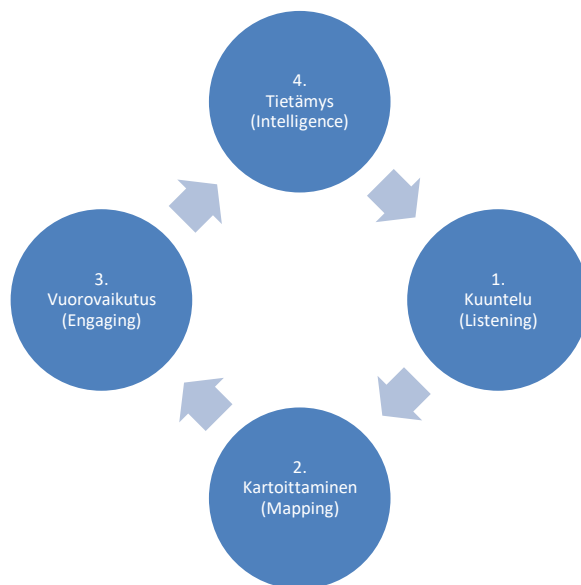 4.
Tietämys
(Intelligence)
1.
Kuuntelu
(Listening)
2.
Kartoittaminen
(Mapping)
3.
Vuorovaikutus
(Engaging)